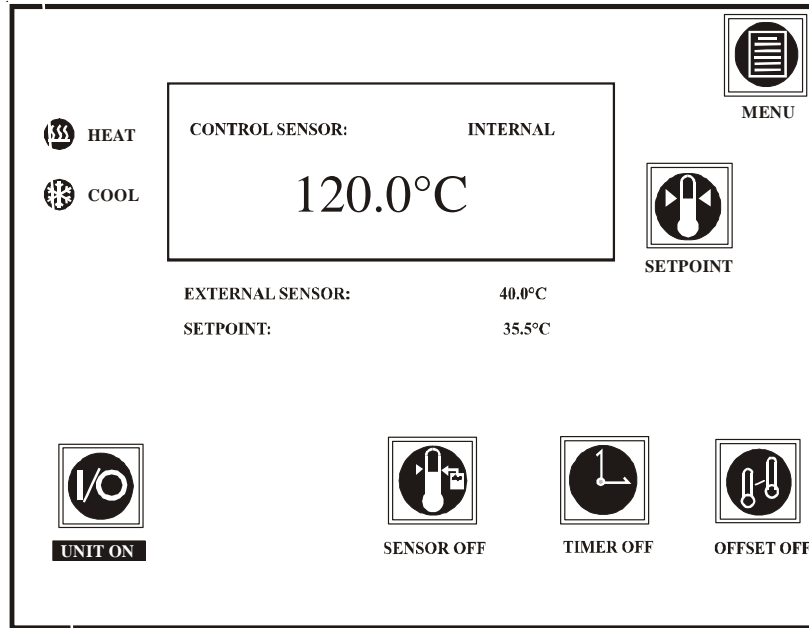 MENU
HEAT
CONTROL SENSOR: INTERNAL
COOL
120.0°C
SETPOINT
EXTERNAL SENSOR: 40.0°C
SETPOINT: 35.5°C
I/O
UNIT ON
SENSOR OFF
TIMER OFF
OFFSET OFF